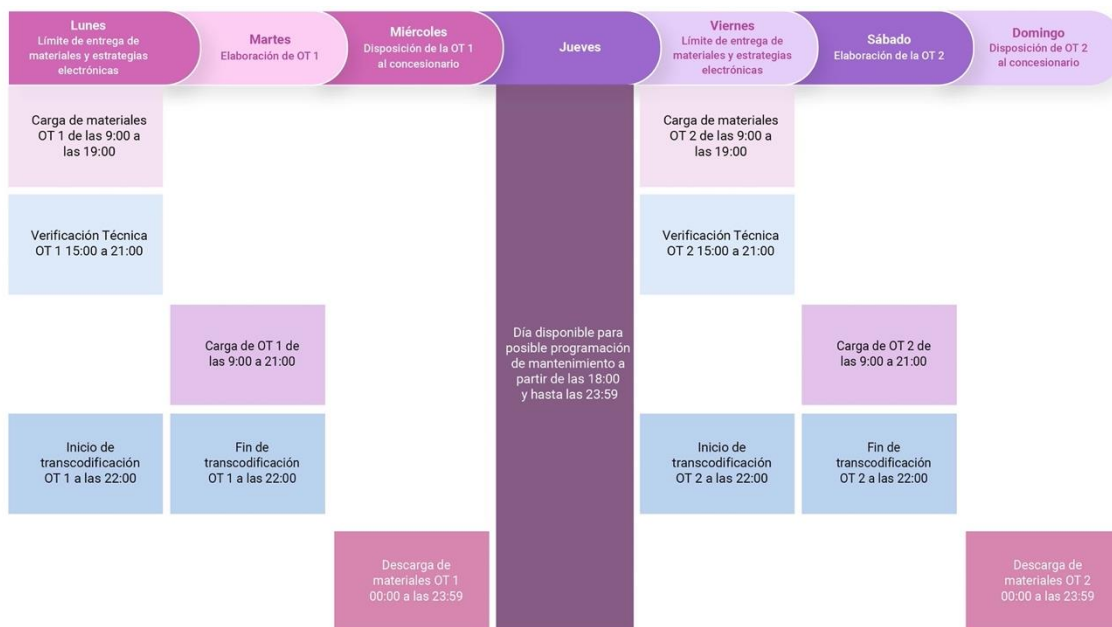 Lunes
Límite de entrega de
materiales y estrategias
electrónicas
Martes
Elaboración de OT 1
Miércoles
Disposición de la OT 1
al concesionario
Jueves
Viernes
Límite de entrega de
materiales y estrategias
electrónicas
Sábado
Elaboración de la OT 2
Domingo
Disposición de OT 2
al concesionario
Carga de materiales
OT 1 de las 9:00 a
las 19:00
Carga de materiales
OT 2 de las 9:00 a
las 19:00
Verificación Técnica
OT 1 15:00 a 21:00
Verificación Técnica
OT 2 15:00 a 21:00
Carga de OT 1 de
las 9:00 a 21:00
Día disponible para
posible programación
de mantenimiento a
partir de las 18:00
y hasta las 23:59
Carga de OT 2 de
las 9:00 a 21:00
Inicio de
transcodificación
OT 1 a las 22:00
Fin de
transcodificación
OT 1 a las 22:00
Inicio de
transcodificación
OT 2 a las 22:00
Fin de
transcodificación
OT 2 a las 22:00
Descarga de
materiales OT 1
00:00 a las 23:59
Descarga de
materiales OT 2
00:00 a las 23:59